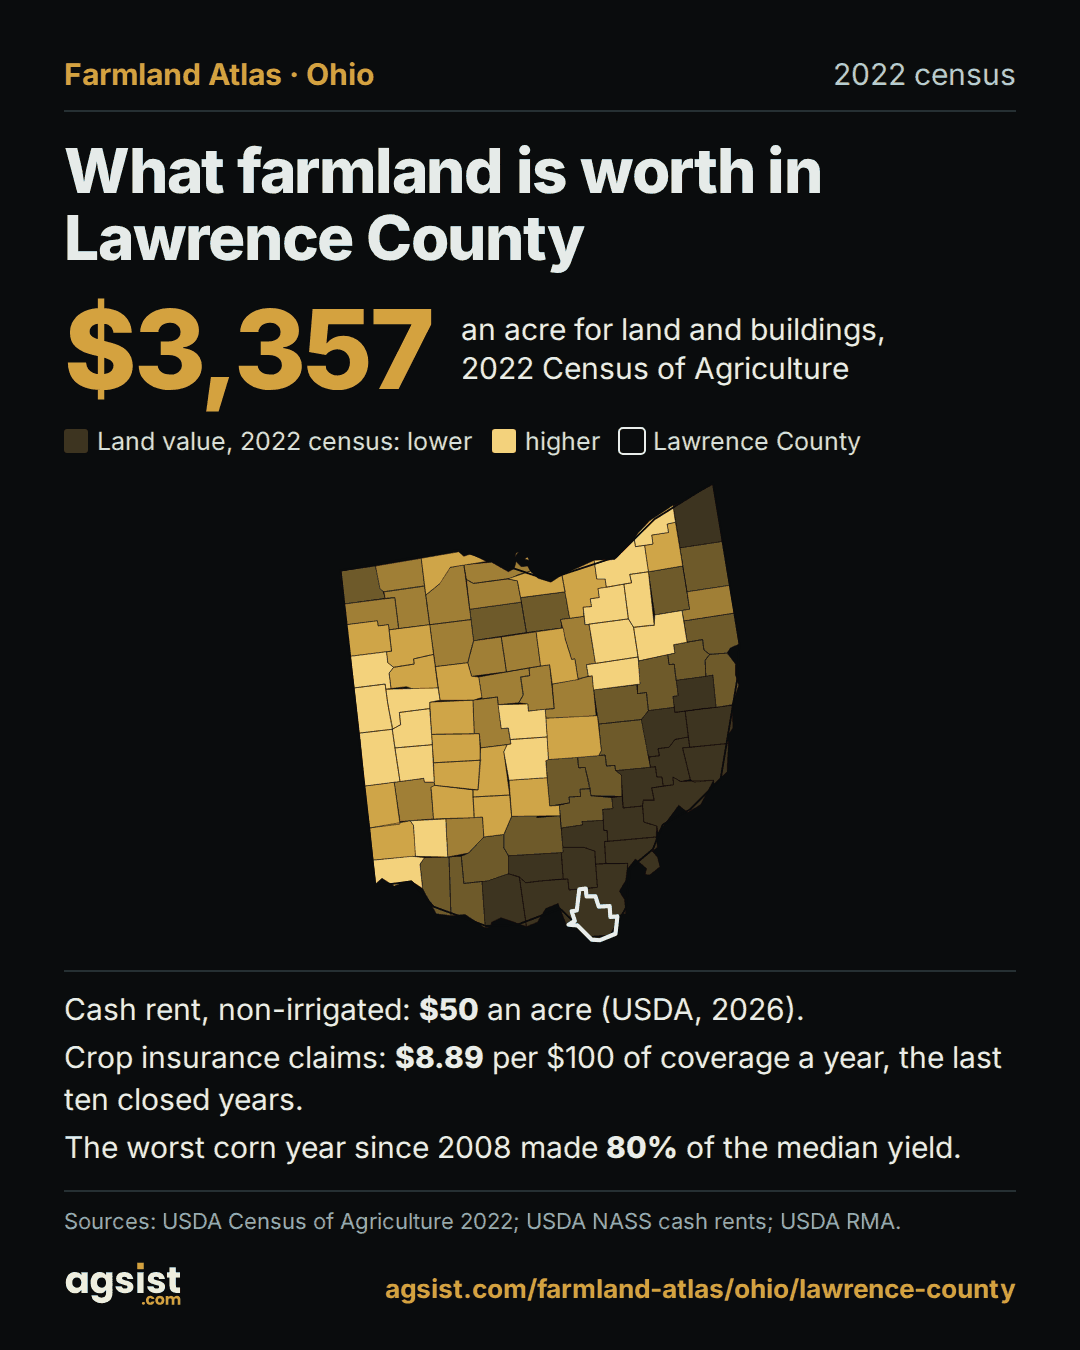 Farmland Atlas · Ohio
2022 census
What farmland is worth in
Lawrence County
$3,357
an acre for land and buildings,
2022 Census of Agriculture
Land value, 2022 census: lower
higher
Lawrence County
Cash rent, non-irrigated: $50 an acre (USDA, 2026).
Crop insurance claims: $8.89 per $100 of coverage a year, the last
ten closed years.
The worst corn year since 2008 made 80% of the median yield.
Sources: USDA Census of Agriculture 2022; USDA NASS cash rents; USDA RMA.
agsist
.com
agsist.com/farmland-atlas/ohio/lawrence-county